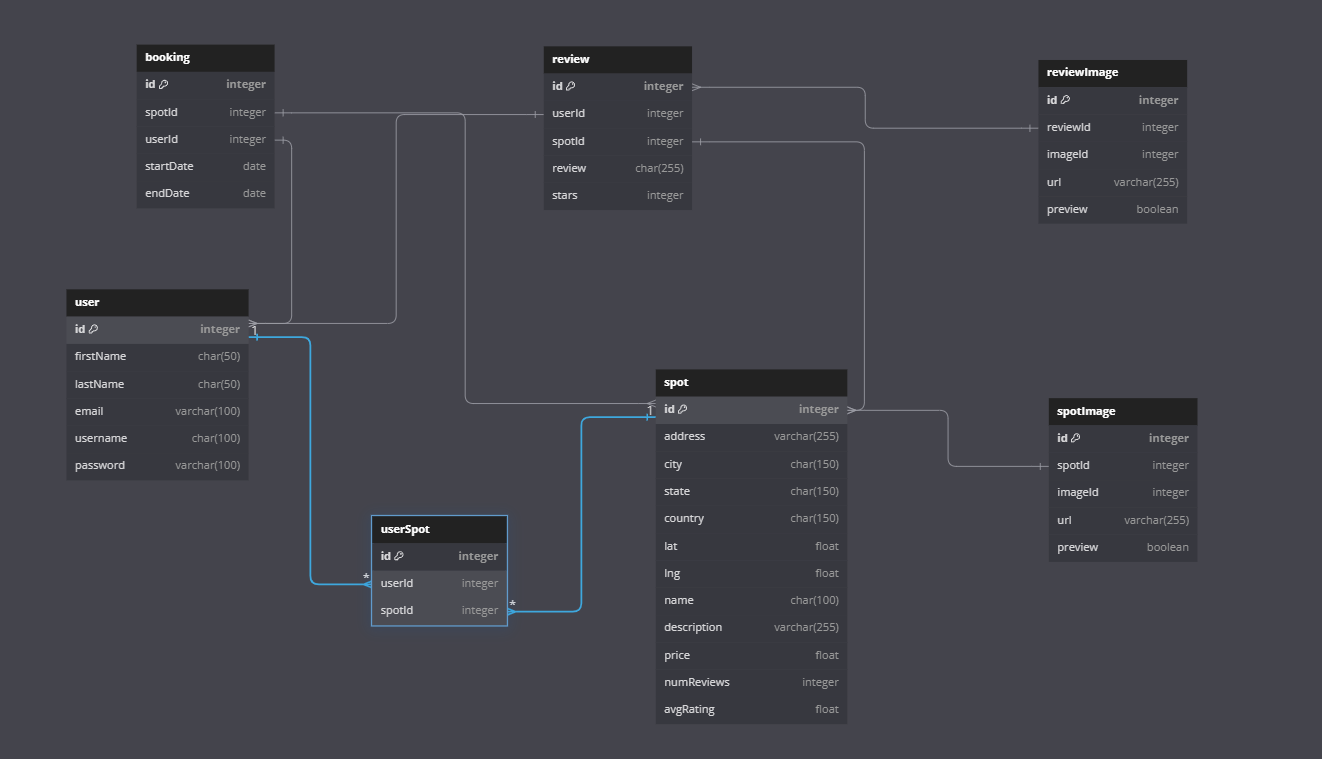 booking
id integer
spotId integer
userId integer
startDate date
endDate date
review
id integer
userId integer
spotId integer
review char(255)
stars integer
reviewImage
id integer
reviewId integer
imageId integer
url varchar(255)
preview boolean
user
id integer
firstName char(50)
lastName char(50)
email varchar(100)
username char(100)
password varchar(100)
1
spot
id integer
address varchar(255)
city char(150)
state char(150)
country char(150)
lat float
lng float
name char(100)
description varchar(255)
price float
numReviews integer
avgRating float
1
spotImage
id integer
spotId integer
imageId integer
url varchar(255)
preview boolean
userSpot
id integer
* userId integer
spotId integer *